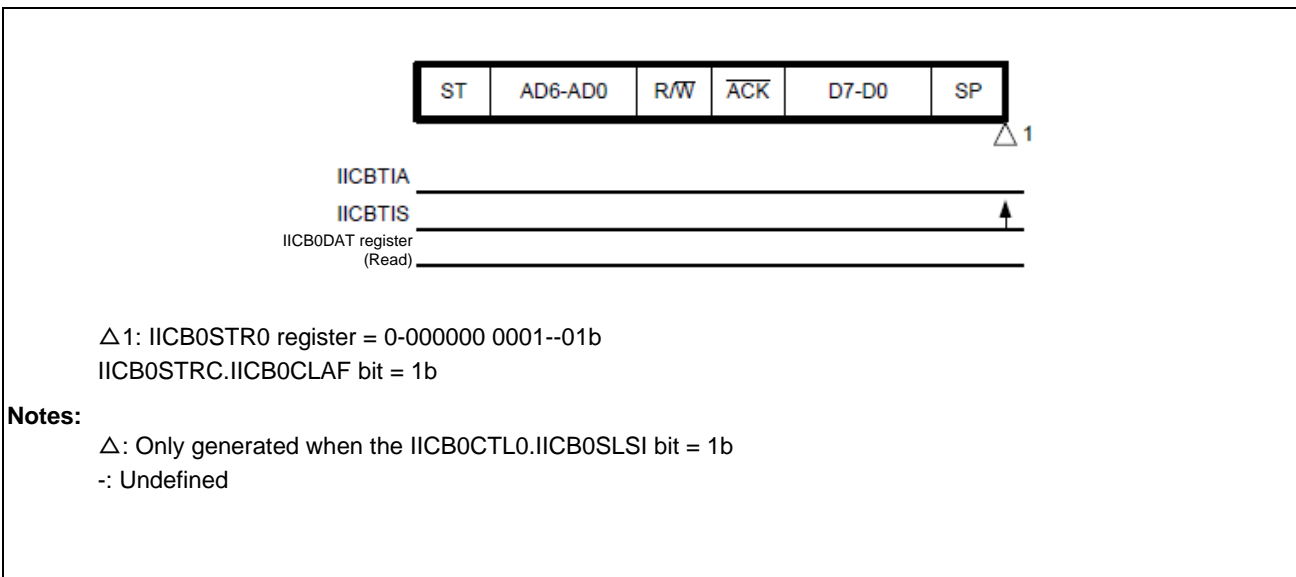 ST AD6-AD0 R/W̅ A̅C̅K̅ D7-D0 SP
△1
IICBTIA
IICBTIS
IICB0DAT register
(Read)
△1: IICB0STR0 register = 0-000000 0001--01b
IICB0STRC.IICB0CLAF bit = 1b
Notes:
△: Only generated when the IICB0CTL0.IICB0SLSI bit = 1b
-: Undefined